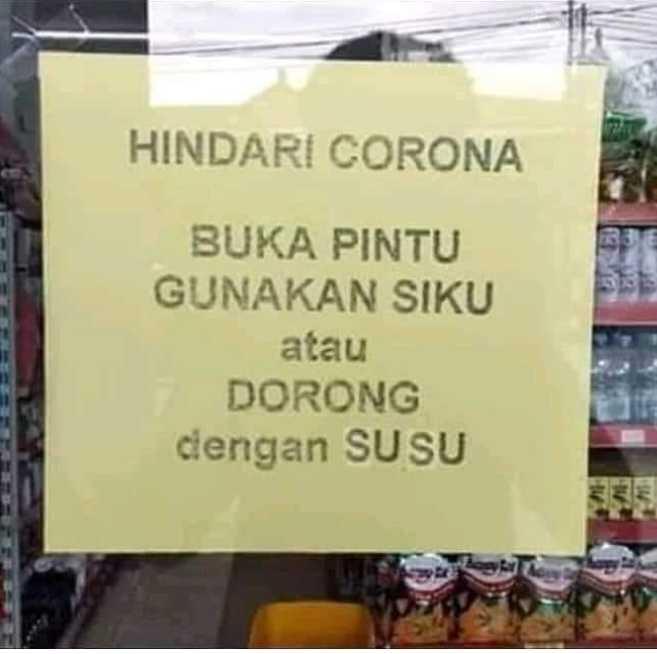 HINDARI CORONA
BUKA PINTU
GUNAKAN SIKU
atau
DORONG
dengan SUSU